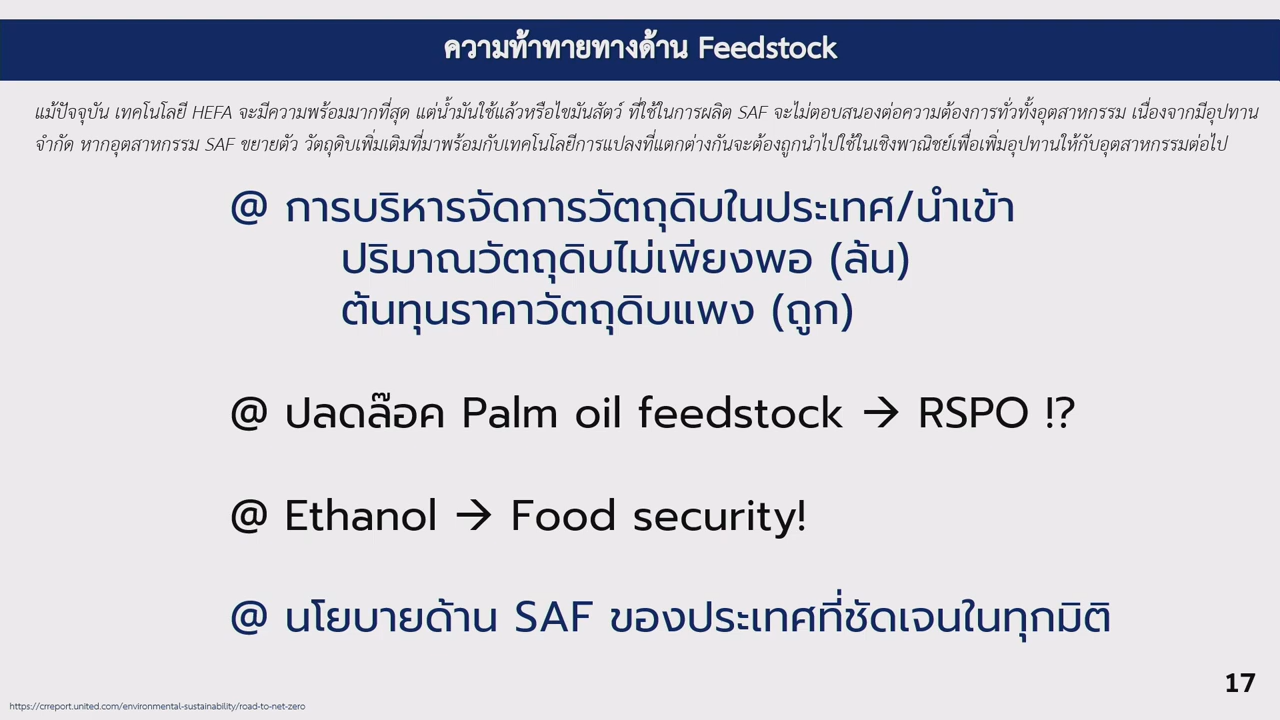 ความท้าทายทางด้าน Feedstock
แม้ปัจจุบัน เทคโนโลยี HEFA จะมีความพร้อมมากที่สุด แต่น้ำมันใช้แล้วหรือไขมันสัตว์ ที่ใช้ในการผลิต SAF จะไม่ตอบสนองต่อความต้องการทั่วทั้งอุตสาหกรรม เนื่องจากมีอุปทาน
จำกัด หากอุตสาหกรรม SAF ขยายตัว วัตถุดิบเพิ่มเติมที่มาพร้อมกับเทคโนโลยีการแปลงที่แตกต่างกันจะต้องถูกนำไปใช้ในเชิงพาณิชย์เพื่อเพิ่มอุปทานให้กับอุตสาหกรรมต่อไป
@ การบริหารจัดการวัตถุดิบในประเทศ/นำเข้า
ปริมาณวัตถุดิบไม่เพียงพอ (ล้น)
ต้นทุนราคาวัตถุดิบแพง (ถูก)
@ ปลดล๊อค Palm oil feedstock → RSPO !?
@ Ethanol → Food security!
@ นโยบายด้าน SAF ของประเทศที่ชัดเจนในทุกมิติ
17
https://crreport.united.com/environmental-sustainability/road-to-net-zero